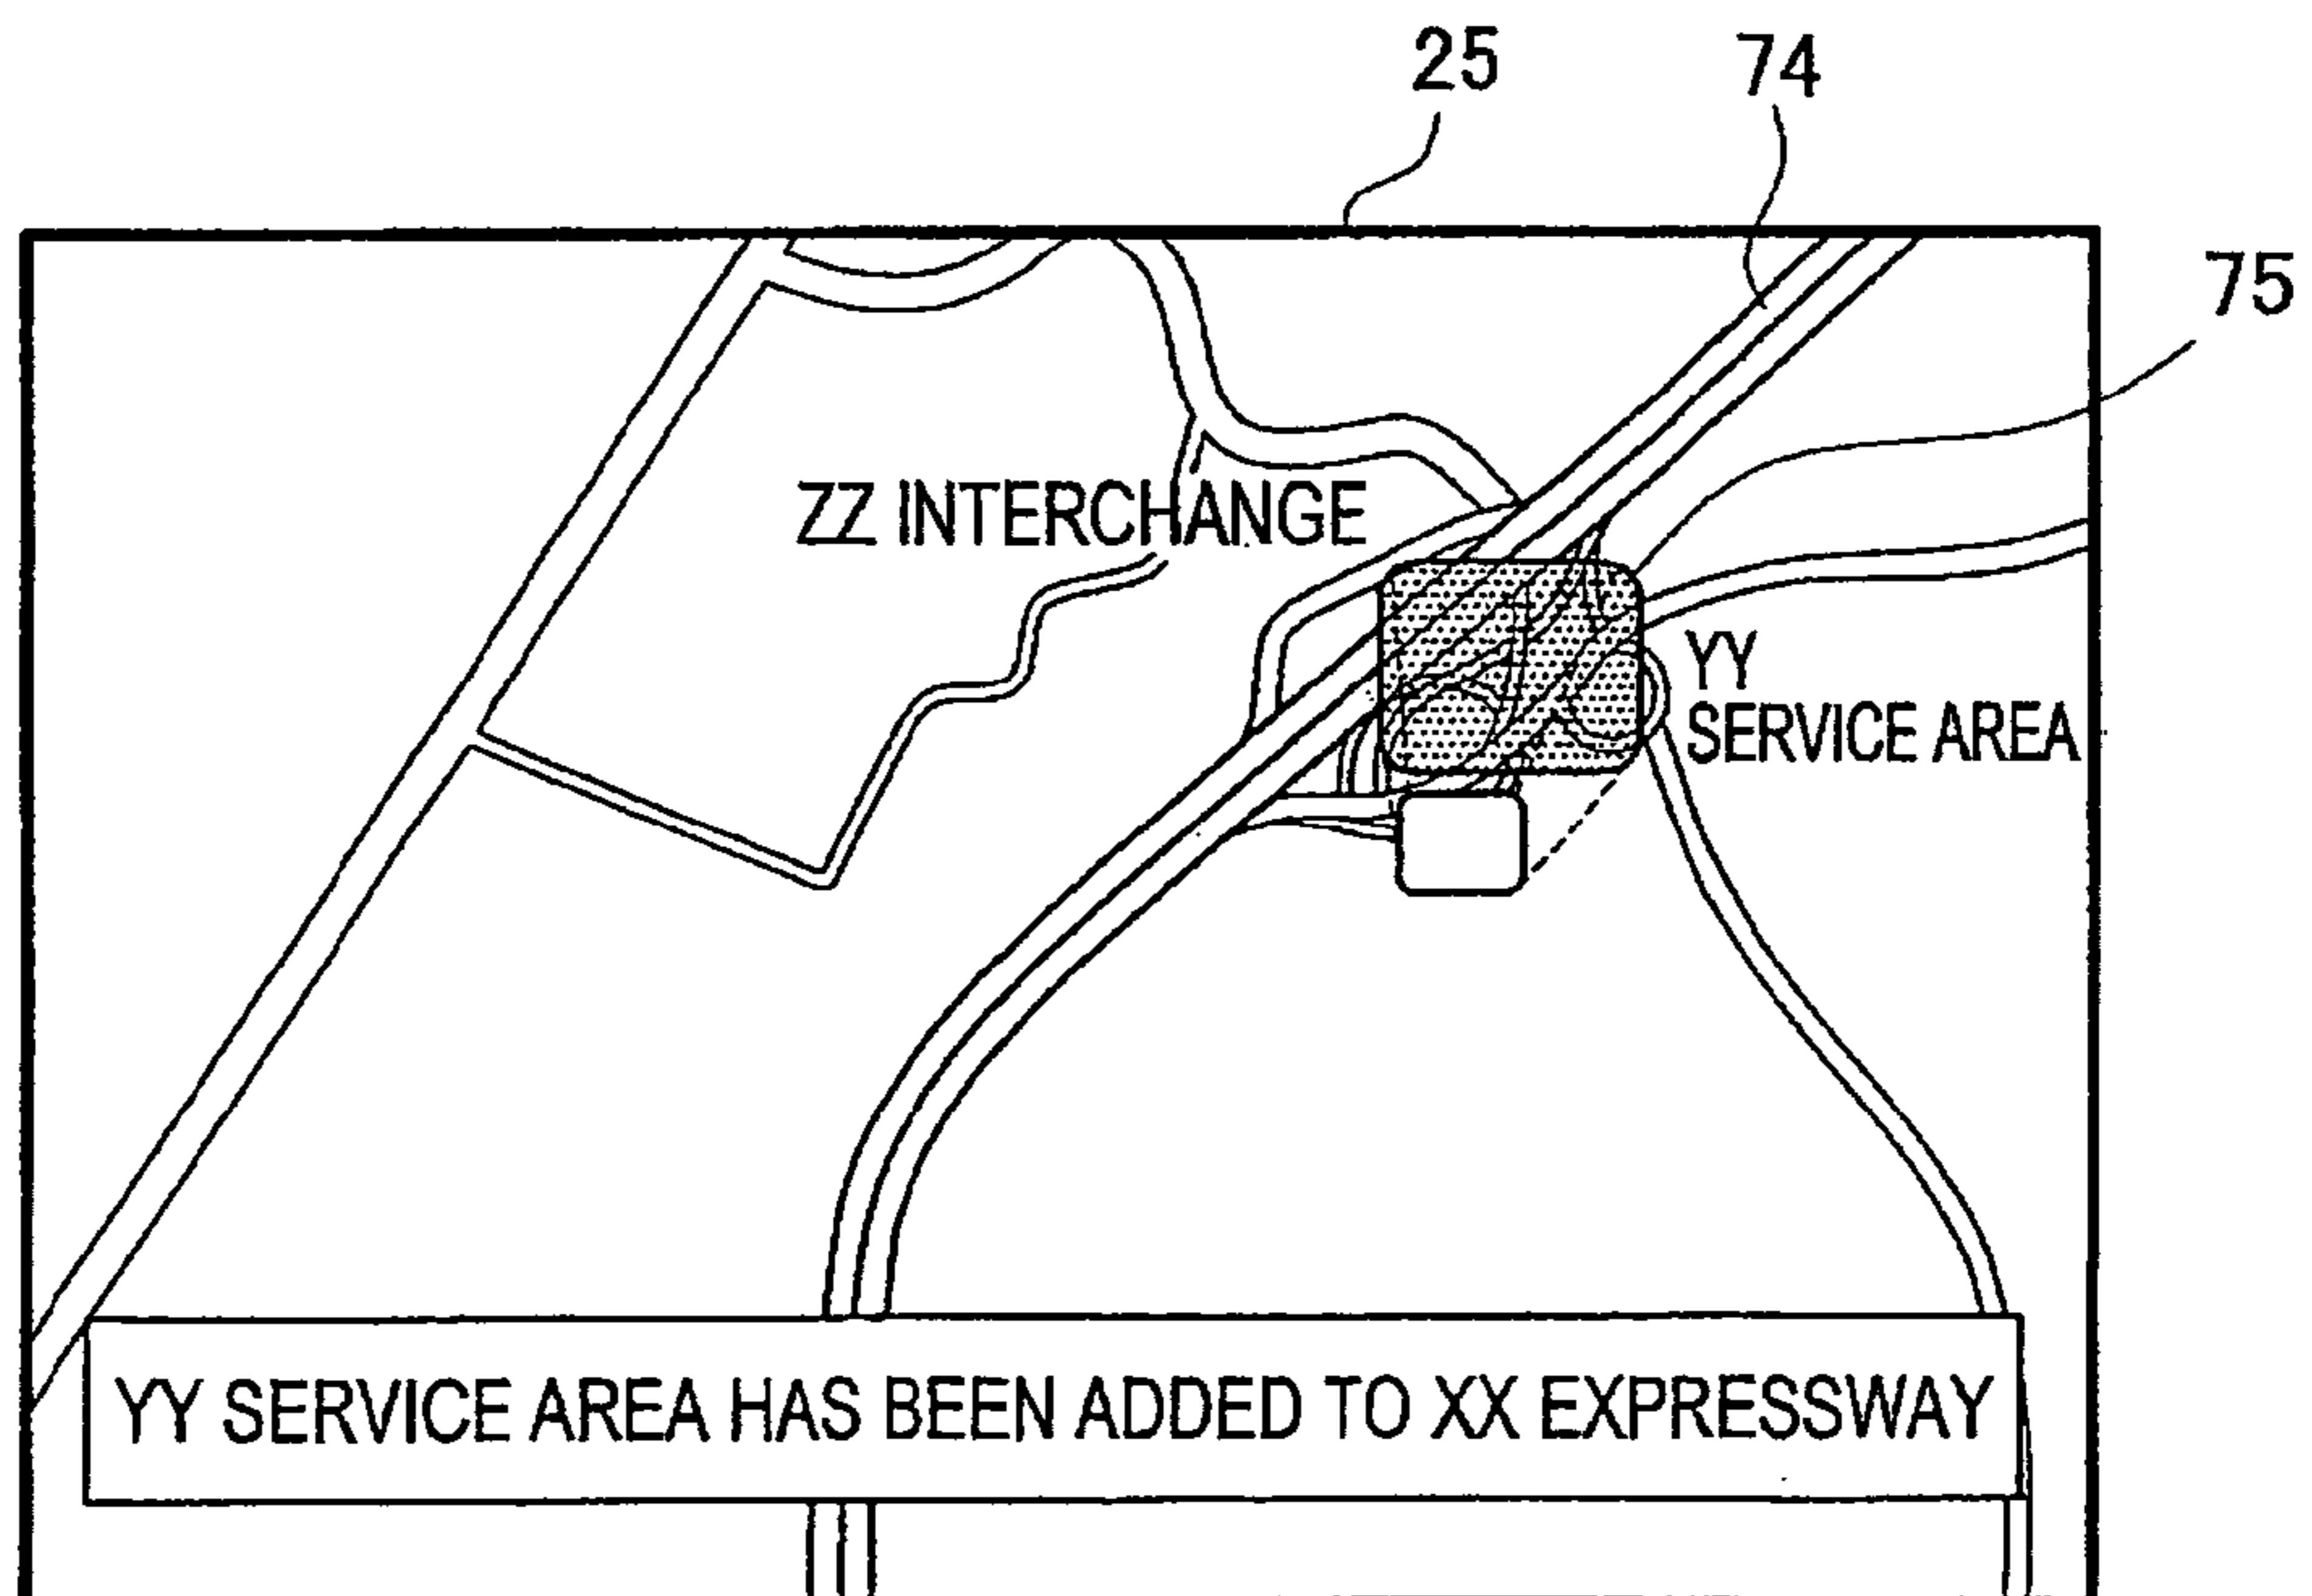 25
74
75
ZZ INTERCHANGE
YY
SERVICE AREA
YY SERVICE AREA HAS BEEN ADDED TO XX EXPRESSWAY